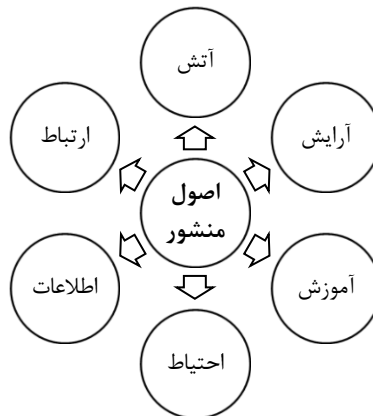 آتش
آرایش
ارتباط
اصول
منشور
آموزش
اطلاعات
احتیاط